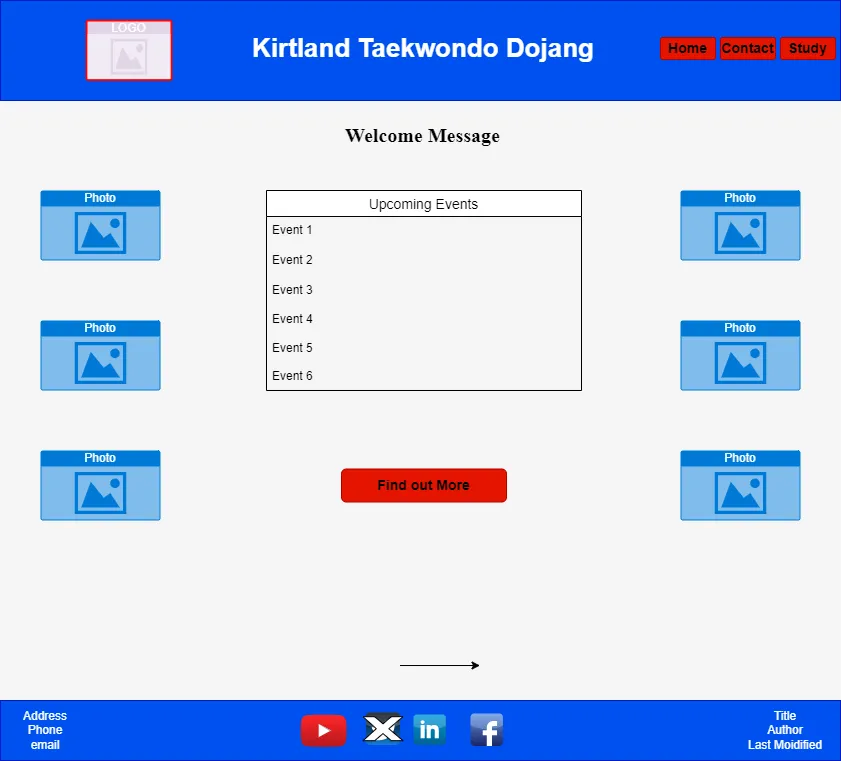 LOGO
Kirtland Taekwondo Dojang
Home
Contact
Study
Welcome Message
Photo
Photo
Photo
Upcoming Events
Event 1
Event 2
Event 3
Event 4
Event 5
Event 6
Find out More
Photo
Photo
Photo
Address
Phone
email
in
f
Title
Author
Last Moidified